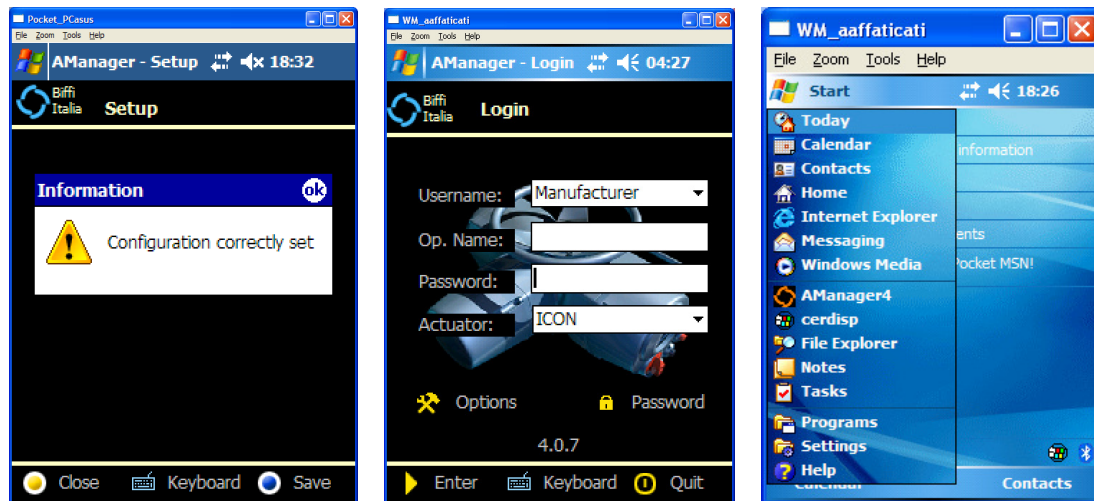 Pocket_PCasus
File Zoom Tools Help
AManager - Setup 18:32
Biffi
Italia Setup
Information ok
Configuration correctly set
Close Keyboard Save
WM_aaffaticati
File Zoom Tools Help
AManager - Login 04:27
Biffi
Italia Login
Username: Manufacturer
Op. Name:
Password:
Actuator: ICON
Options Password
4.0.7
Enter Keyboard Quit
WM_aaffaticati
File Zoom Tools Help
Start 18:26
Today
Calendar information
Contacts
Home
Internet Explorer
Messaging ents
Windows Media Pocket MSN!
AManager4
cerdisp
File Explorer
Notes
Tasks
Programs
Settings
Help
Calendar Contacts